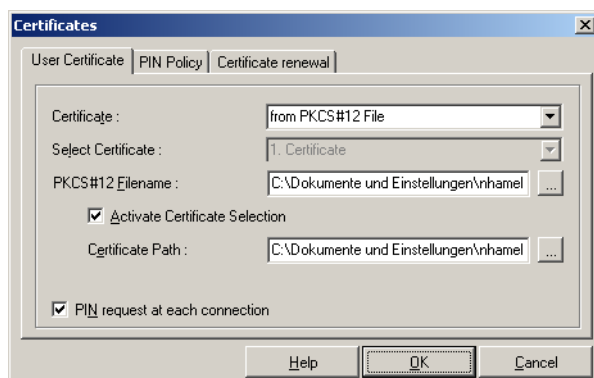 Certificates
User Certificate PIN Policy Certificate renewal
Certificate : from PKCS#12 File
Select Certificate : 1. Certificate
PKCS#12 Filename : C:\Dokumente und Einstellungen\nhamel ...
Activate Certificate Selection
Certificate Path : C:\Dokumente und Einstellungen\nhamel ...
PIN request at each connection
Help OK Cancel